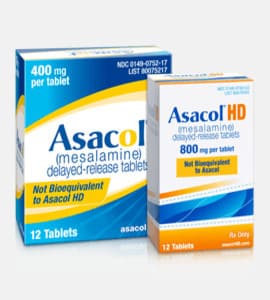 400 mg
per tablet
NDC 0149-0752-17
LIST 80075217
Asacol
(mesalamine)
delayed-release tablets
Not Bioequivalent
to Asacol HD
12 Tablets
Asacol HD
(mesalamine)
delayed-release tablets
800 mg per tablet
Not Bioequivalent
to Asacol
Rx Only
12 Tablets